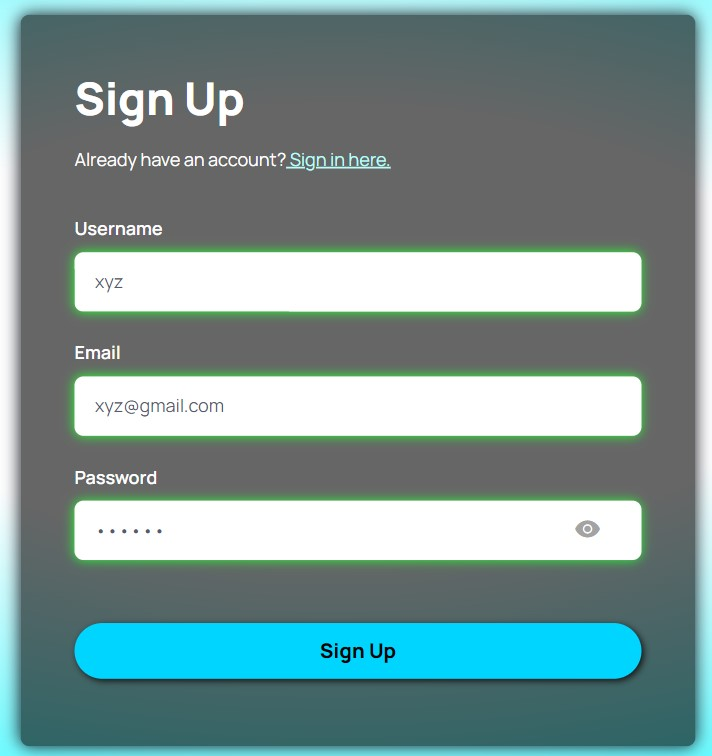 Sign Up
Already have an account? Sign in here.
Username
xyz
Email
xyz@gmail.com
Password
••••••
Sign Up